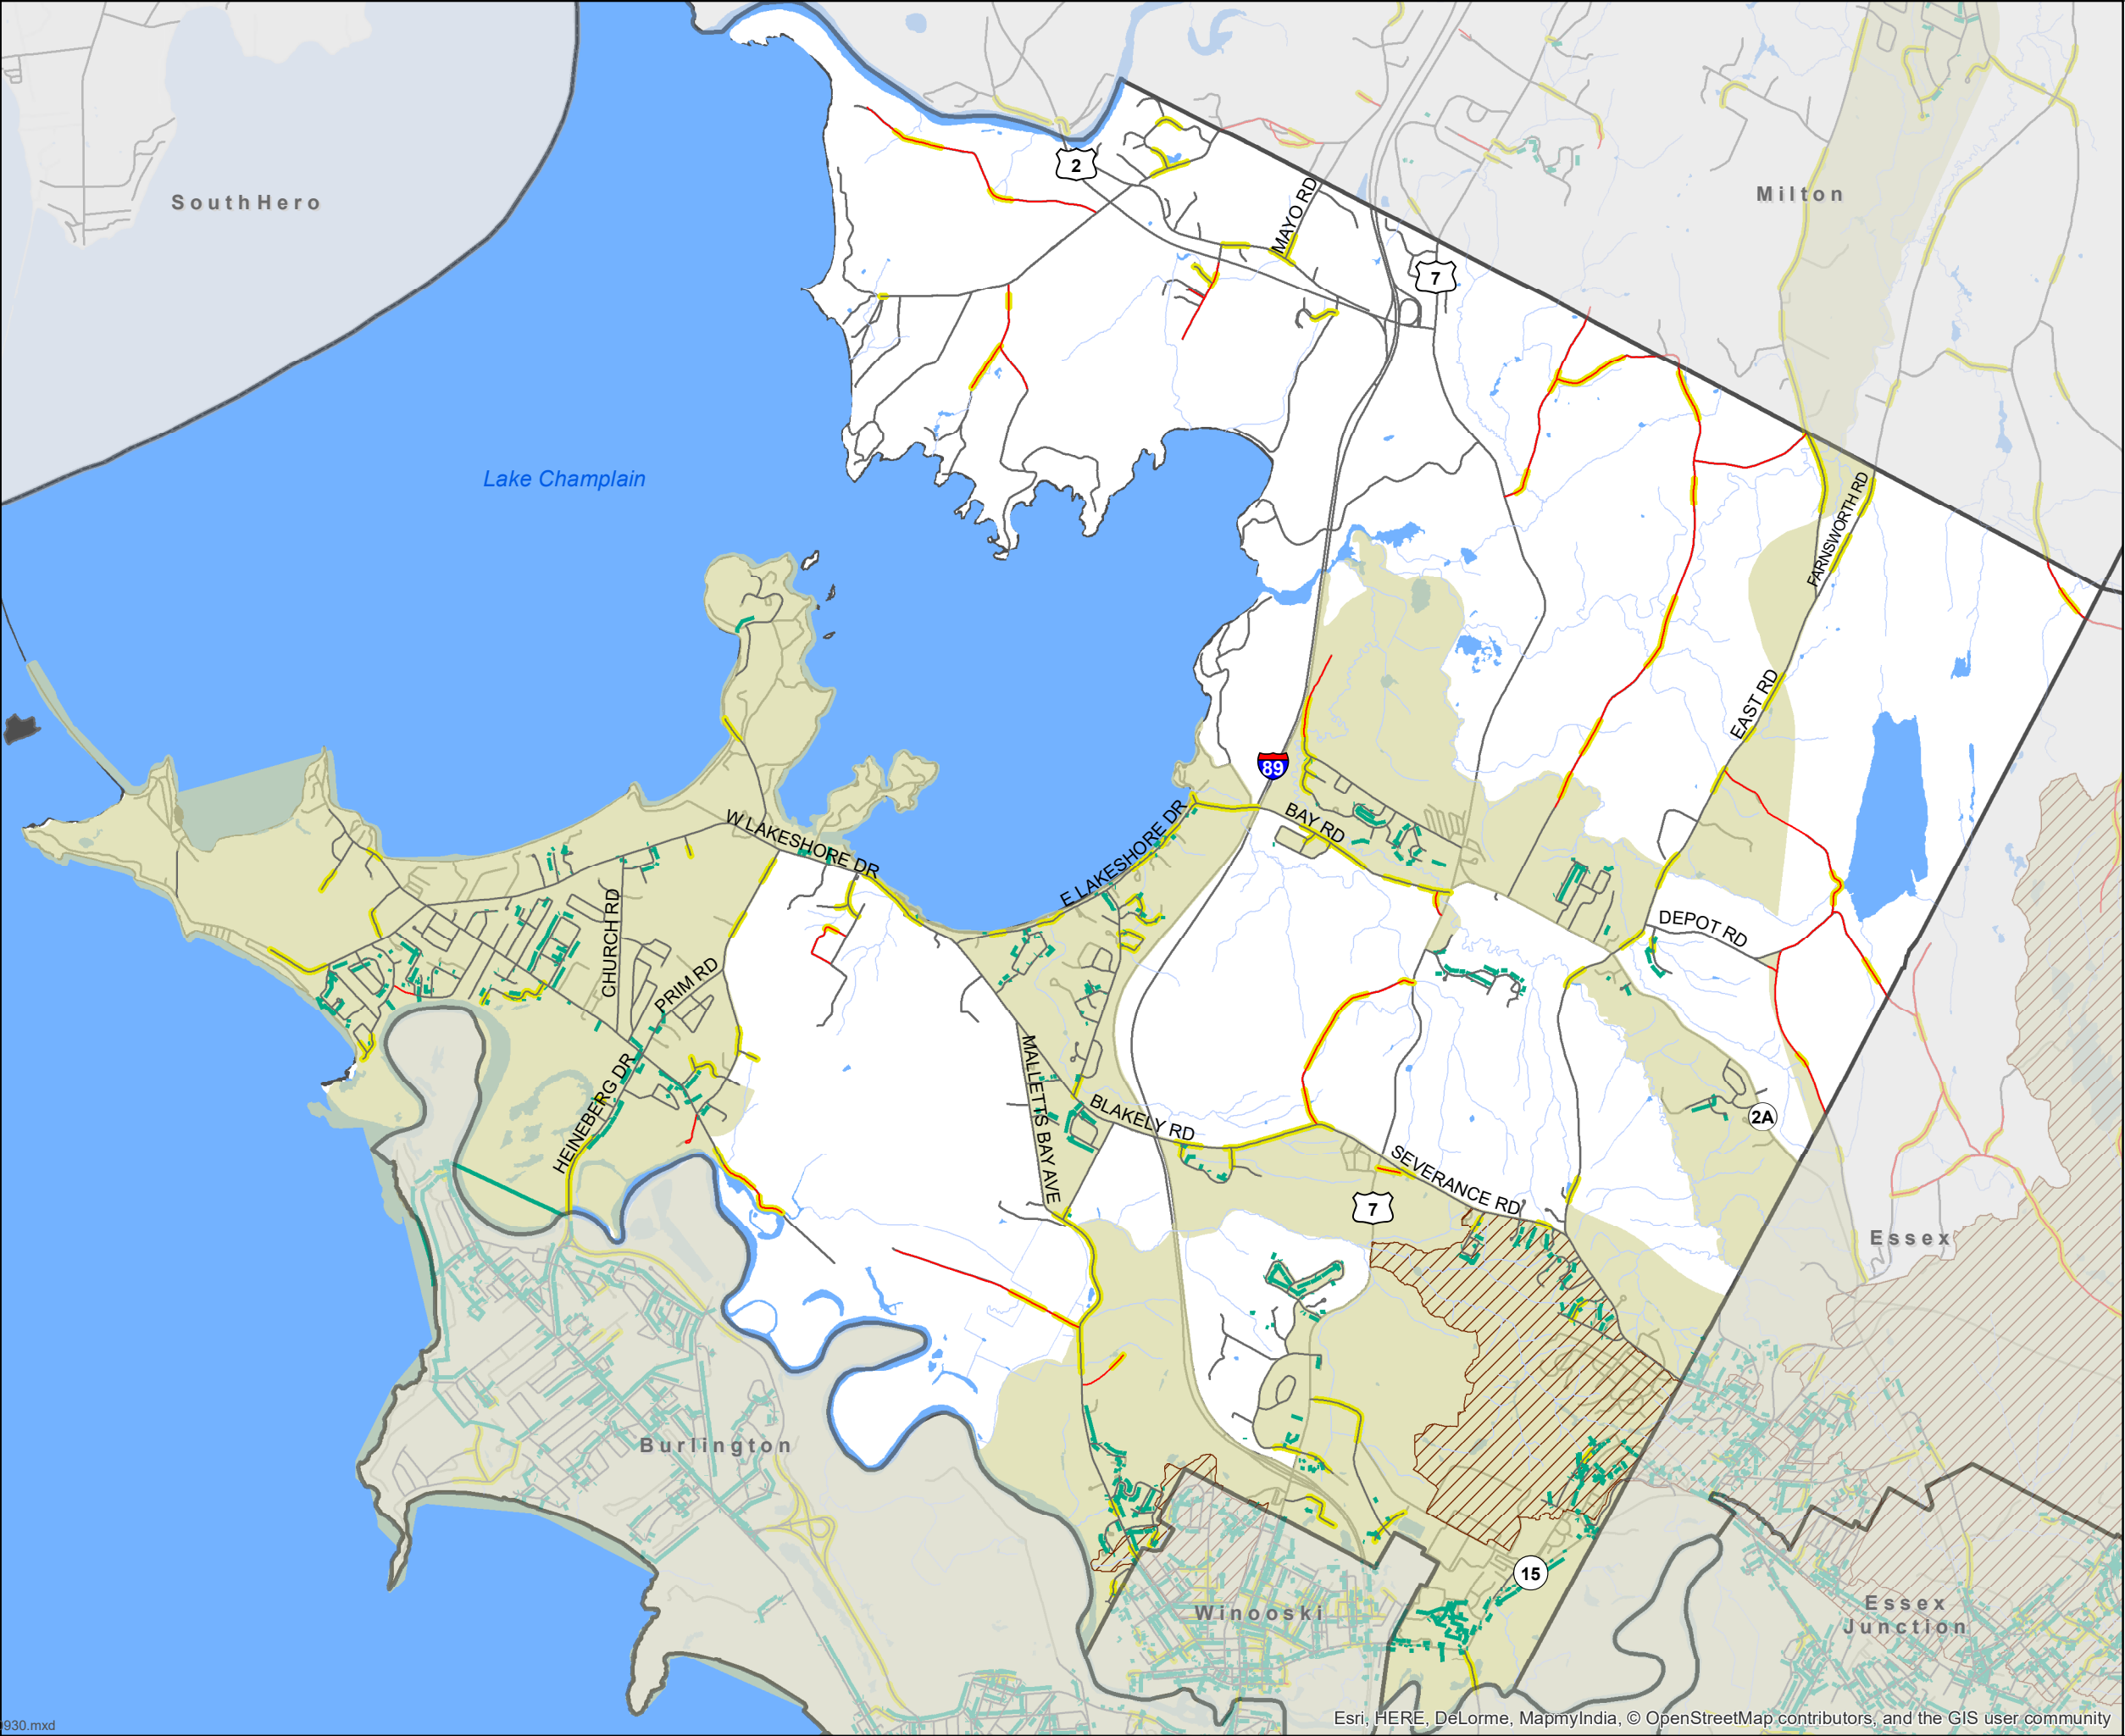 2
Milton
SouthHero
MAYO RD
7
Lake Champlain
FARNSWORTH RD
EAST RD
89
BAY RD
W LAKESHORE DR
E LAKESHORE DR
DEPOT RD
CHURCH RD
PRIM RD
MALLETTS BAY AVE
HEINEBERG DR
BLAKELY RD
2A
SEVERANCE RD
7
Essex
Burlington
15
Winooski
Essex
Junction
Esri, HERE, DeLorme, MapmyIndia, © OpenStreetMap contributors, and the GIS user community
930.mxd